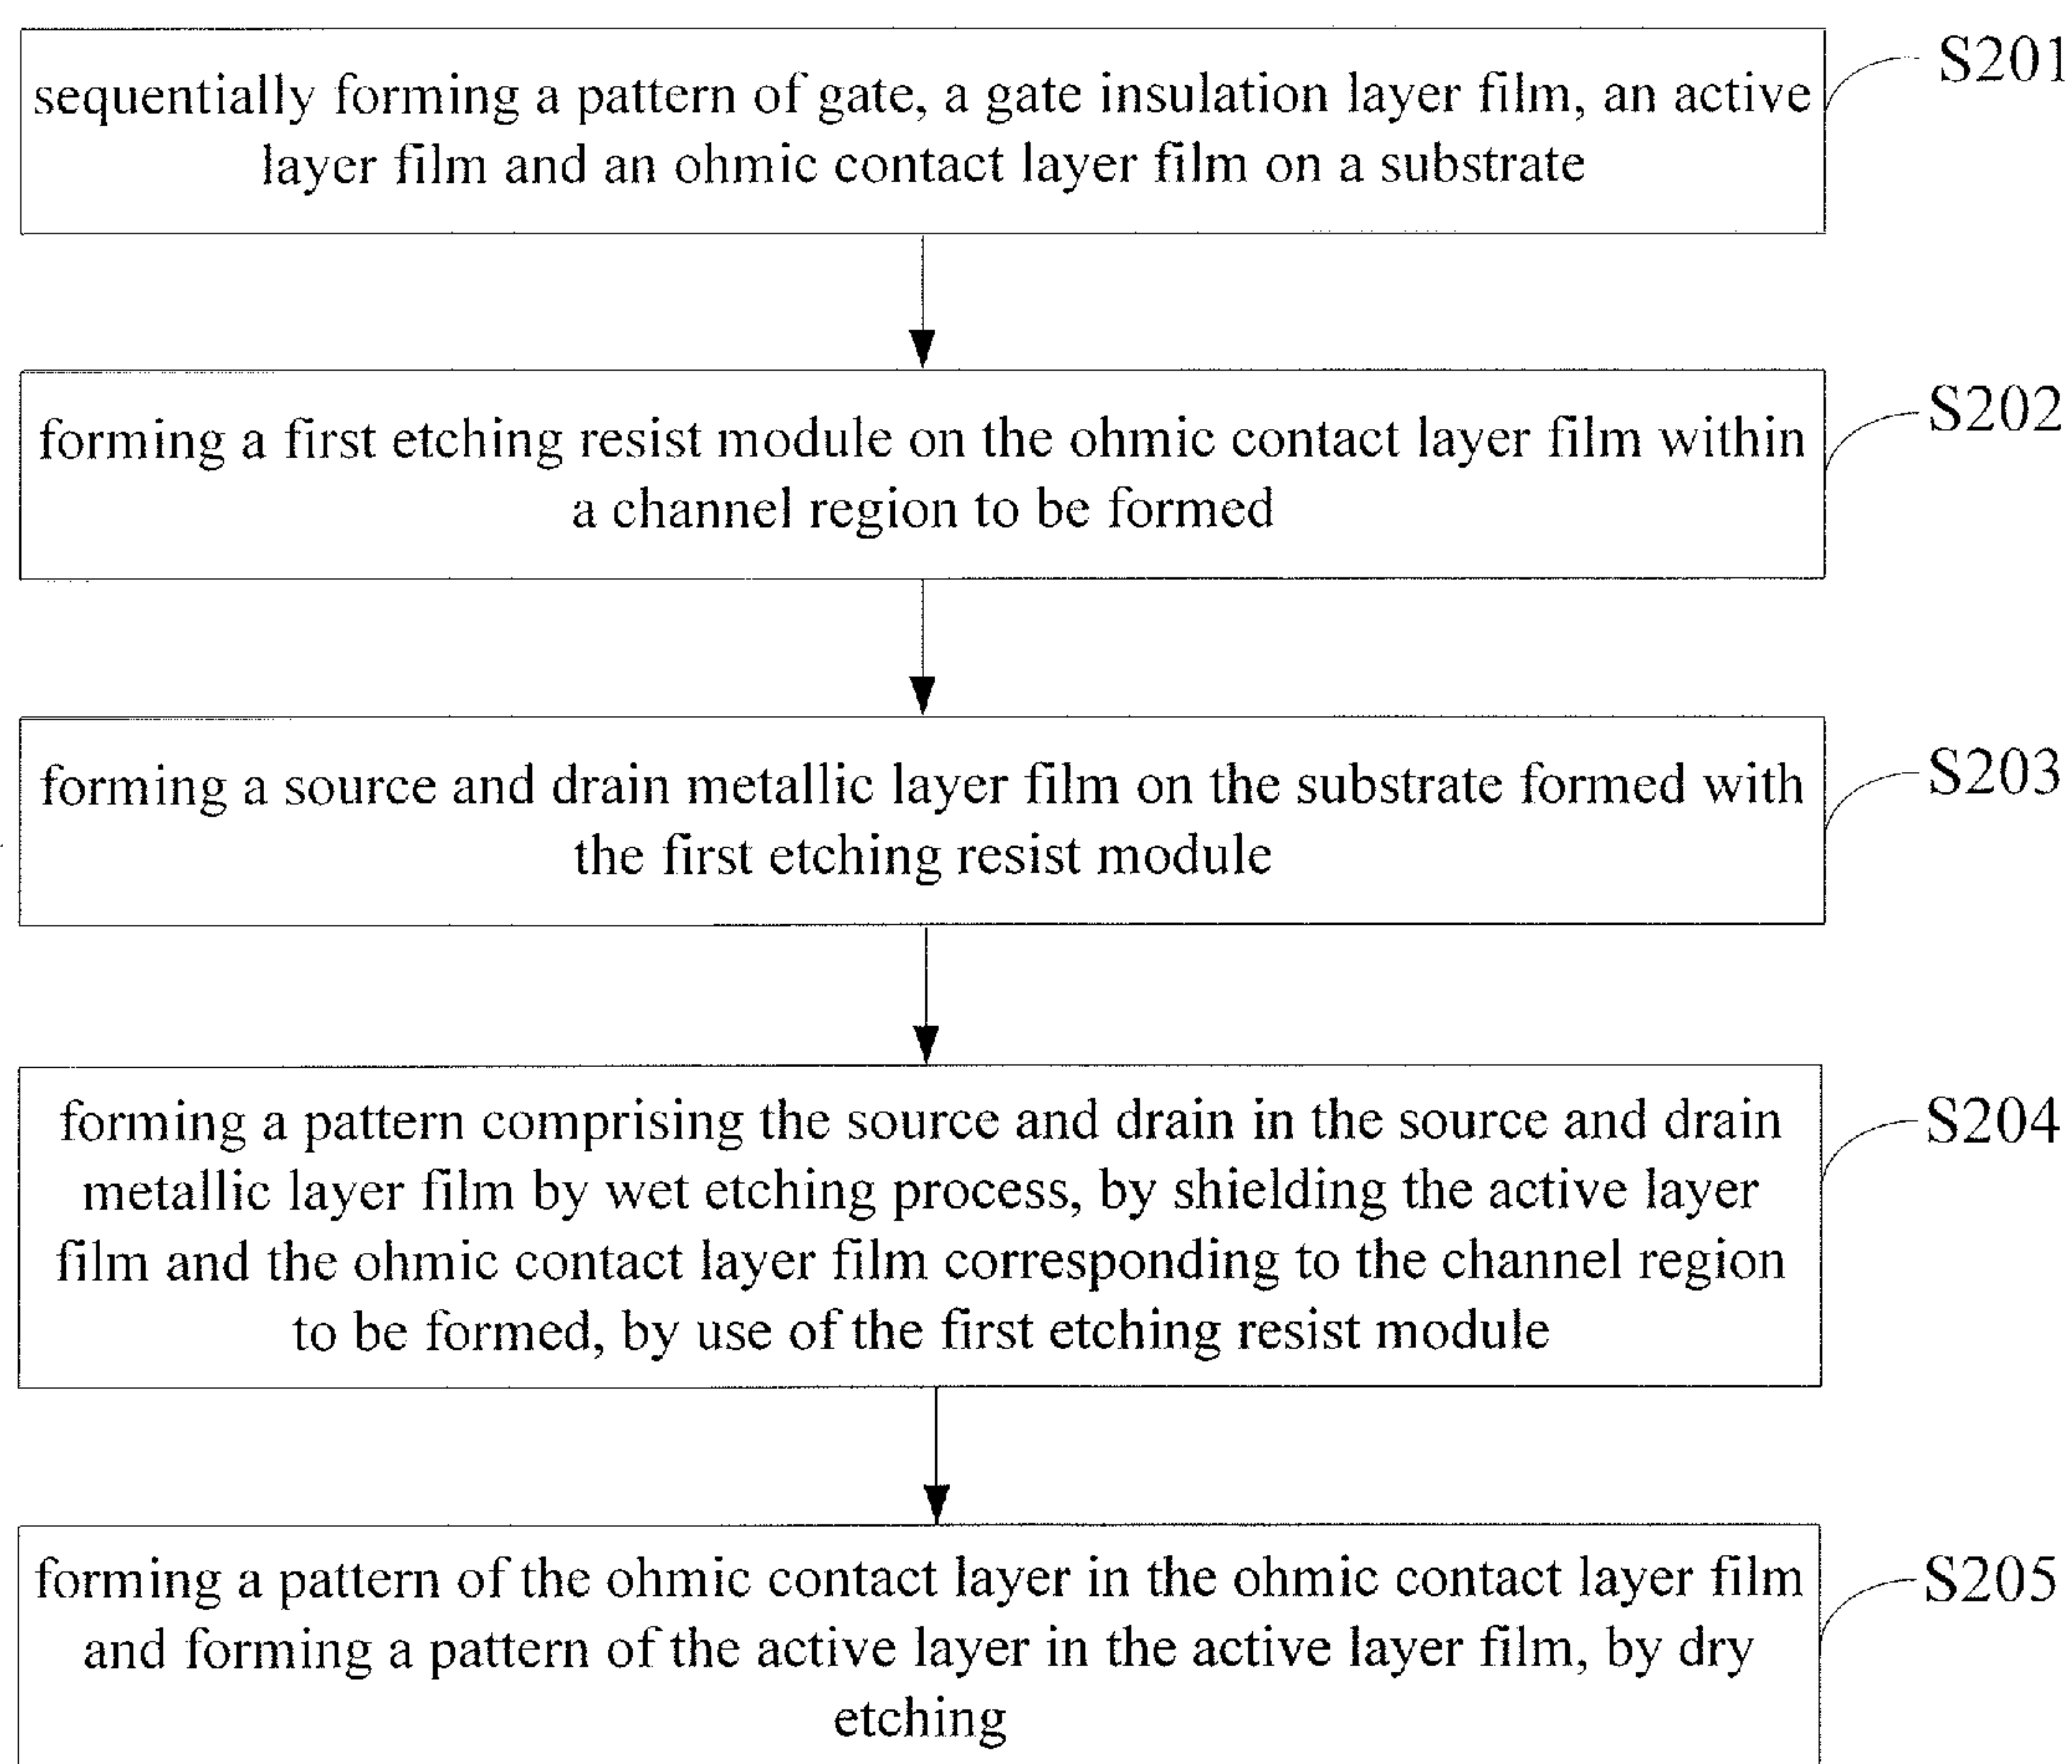 sequentially forming a pattern of gate, a gate insulation layer film, an active
layer film and an ohmic contact layer film on a substrate
S201
forming a first etching resist module on the ohmic contact layer film within
a channel region to be formed
S202
forming a source and drain metallic layer film on the substrate formed with
the first etching resist module
S203
forming a pattern comprising the source and drain in the source and drain
metallic layer film by wet etching process, by shielding the active layer
film and the ohmic contact layer film corresponding to the channel region
to be formed, by use of the first etching resist module
S204
forming a pattern of the ohmic contact layer in the ohmic contact layer film
and forming a pattern of the active layer in the active layer film, by dry
etching
S205